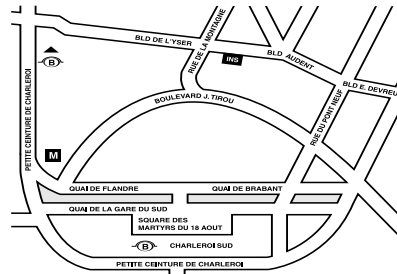 BLD DE L'YSER
RUE DE LA MONTAGNE
INS
BLD AUDENT
BLD E. DEVREU
B
PETITE CEINTURE DE CHARLEROI
BOULEVARD J. TIROU
RUE DU PONT NEUF
M
QUAI DE FLANDRE
QUAI DE BRABANT
QUAI DE LA GARE DU SUD
SQUARE DES
MARTYRS DU 18 AOUT
B
CHARLEROI SUD
PETITE CEINTURE DE CHARLEROI